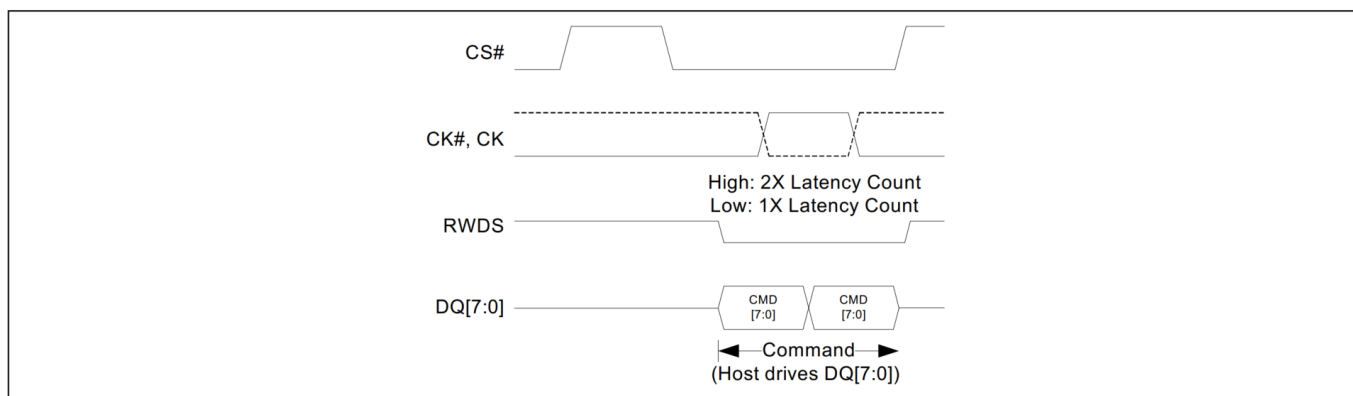 CS#
CK#, CK
High: 2X Latency Count
Low: 1X Latency Count
RWDS
DQ[7:0]
CMD
[7:0]
CMD
[7:0]
Command
(Host drives DQ[7:0])